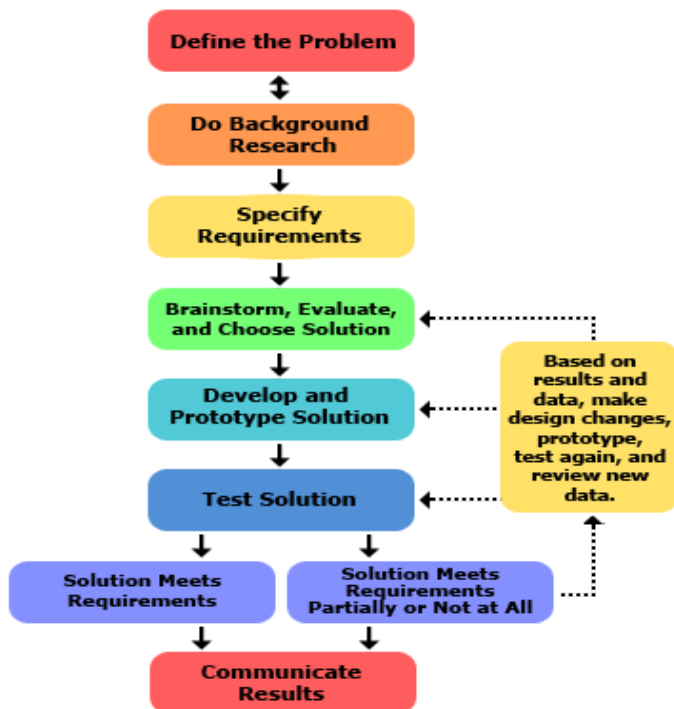 Define the Problem
Do Background
Research
Specify
Requirements
Brainstorm, Evaluate,
and Choose Solution
Develop and
Prototype Solution
Test Solution
Based on
results and
data, make
design changes,
prototype,
test again, and
review new
data.
Solution Meets
Requirements
Solution Meets
Requirements
Partially or Not at All
Communicate
Results